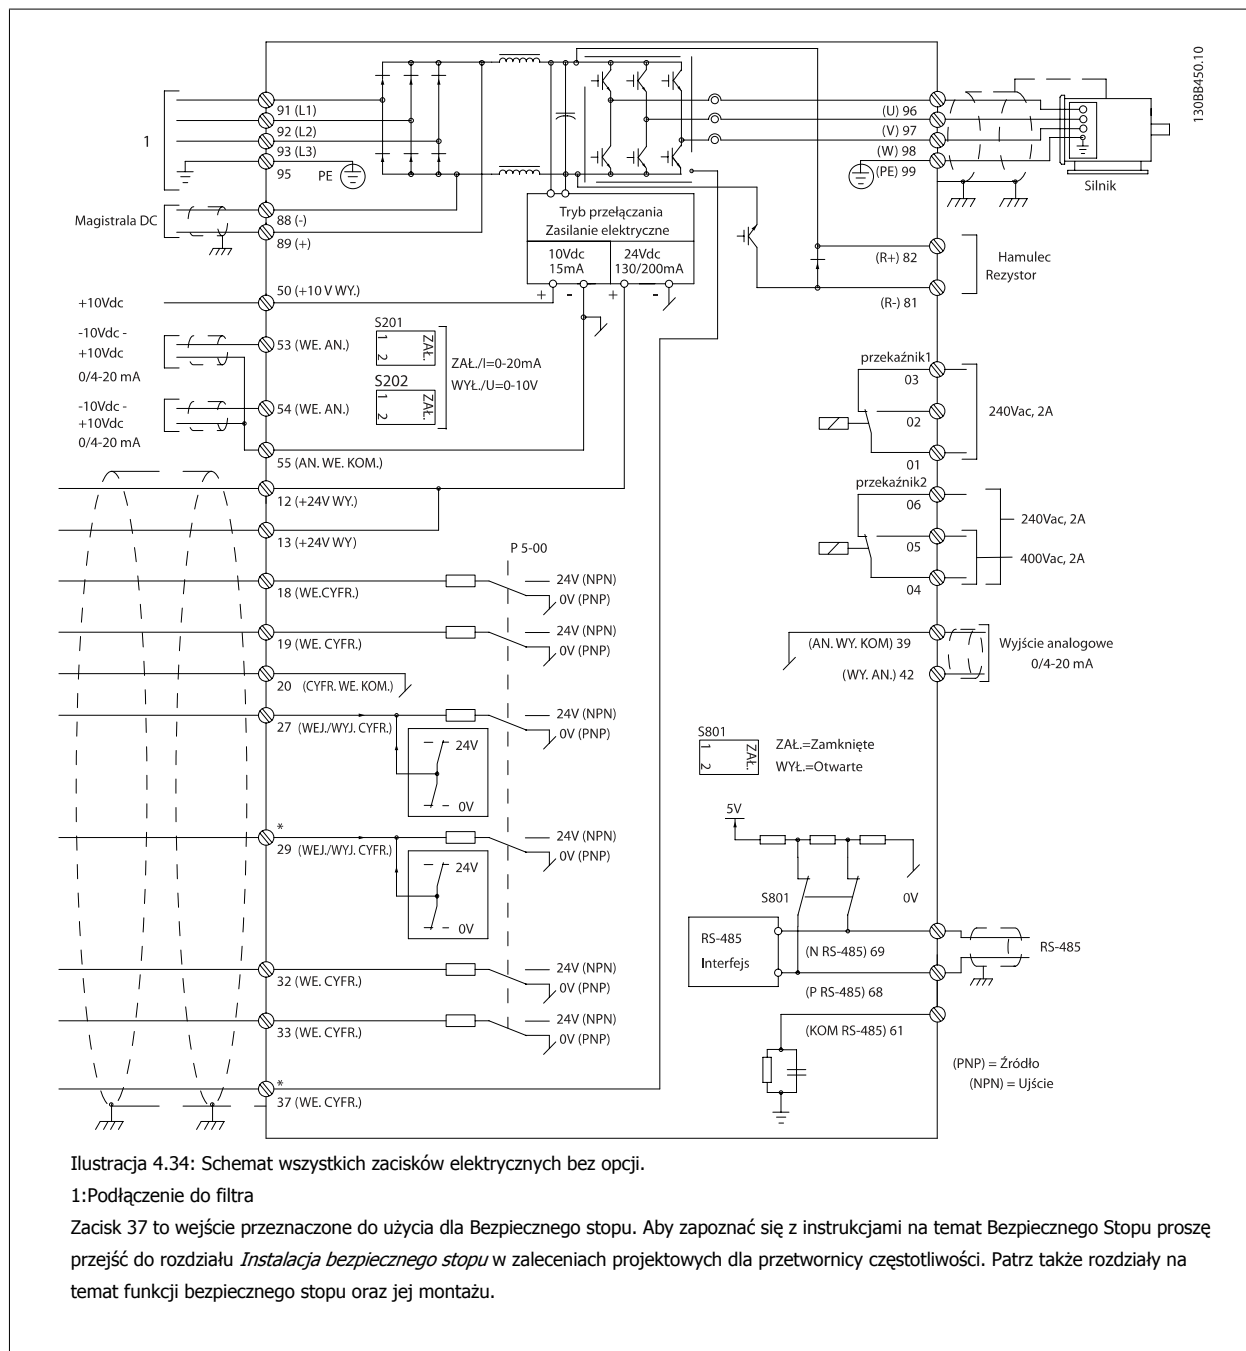 130BB450.10
1
91 (L1)
92 (L2)
93 (L3)
95
PE
(U) 96
(V) 97
(W) 98
(PE) 99
Silnik
Magistrala DC
88 (-)
89 (+)
Tryb przełączania
Zasilanie elektryczne
10Vdc
15mA
24Vdc
130/200mA
+
-
+
-
(R+) 82
(R-) 81
Hamulec
Rezystor
+10Vdc
50 (+10 V WY.)
-10Vdc -
+10Vdc
0/4-20 mA
53 (WE. AN.)
S201
1
2
ZAŁ.
S202
1
2
ZAŁ.
ZAŁ./I=0-20mA
WYŁ./U=0-10V
-10Vdc -
+10Vdc
0/4-20 mA
54 (WE. AN.)
55 (AN. WE. KOM.)
12 (+24V WY.)
13 (+24V WY)
przekaźnik1
03
02
01
240Vac, 2A
przekaźnik2
06
05
04
240Vac, 2A
400Vac, 2A
P 5-00
18 (WE.CYFR.)
24V (NPN)
0V (PNP)
19 (WE. CYFR.)
24V (NPN)
0V (PNP)
20 (CYFR. WE. KOM.)
27 (WEJ./WYJ. CYFR.)
24V (NPN)
0V (PNP)
24V
0V
*
29 (WEJ./WYJ. CYFR.)
24V (NPN)
0V (PNP)
24V
0V
32 (WE. CYFR.)
24V (NPN)
0V (PNP)
33 (WE. CYFR.)
24V (NPN)
0V (PNP)
*
37 (WE. CYFR.)
(AN. WY. KOM) 39
(WY. AN.) 42
Wyjście analogowe
0/4-20 mA
S801
1
2
ZAŁ.
ZAŁ.=Zamknięte
WYŁ.=Otwarte
5V
S801
0V
RS-485
Interfejs
(N RS-485) 69
(P RS-485) 68
RS-485
(KOM RS-485) 61
(PNP) = Źródło
(NPN) = Ujście
Ilustracja 4.34: Schemat wszystkich zacisków elektrycznych bez opcji.
1:Podłączenie do filtra
Zacisk 37 to wejście przeznaczone do użycia dla Bezpiecznego stopu. Aby zapoznać się z instrukcjami na temat Bezpiecznego Stopu proszę
przejść do rozdziału Instalacja bezpiecznego stopu w zaleceniach projektowych dla przetwornicy częstotliwości. Patrz także rozdziały na
temat funkcji bezpiecznego stopu oraz jej montażu.